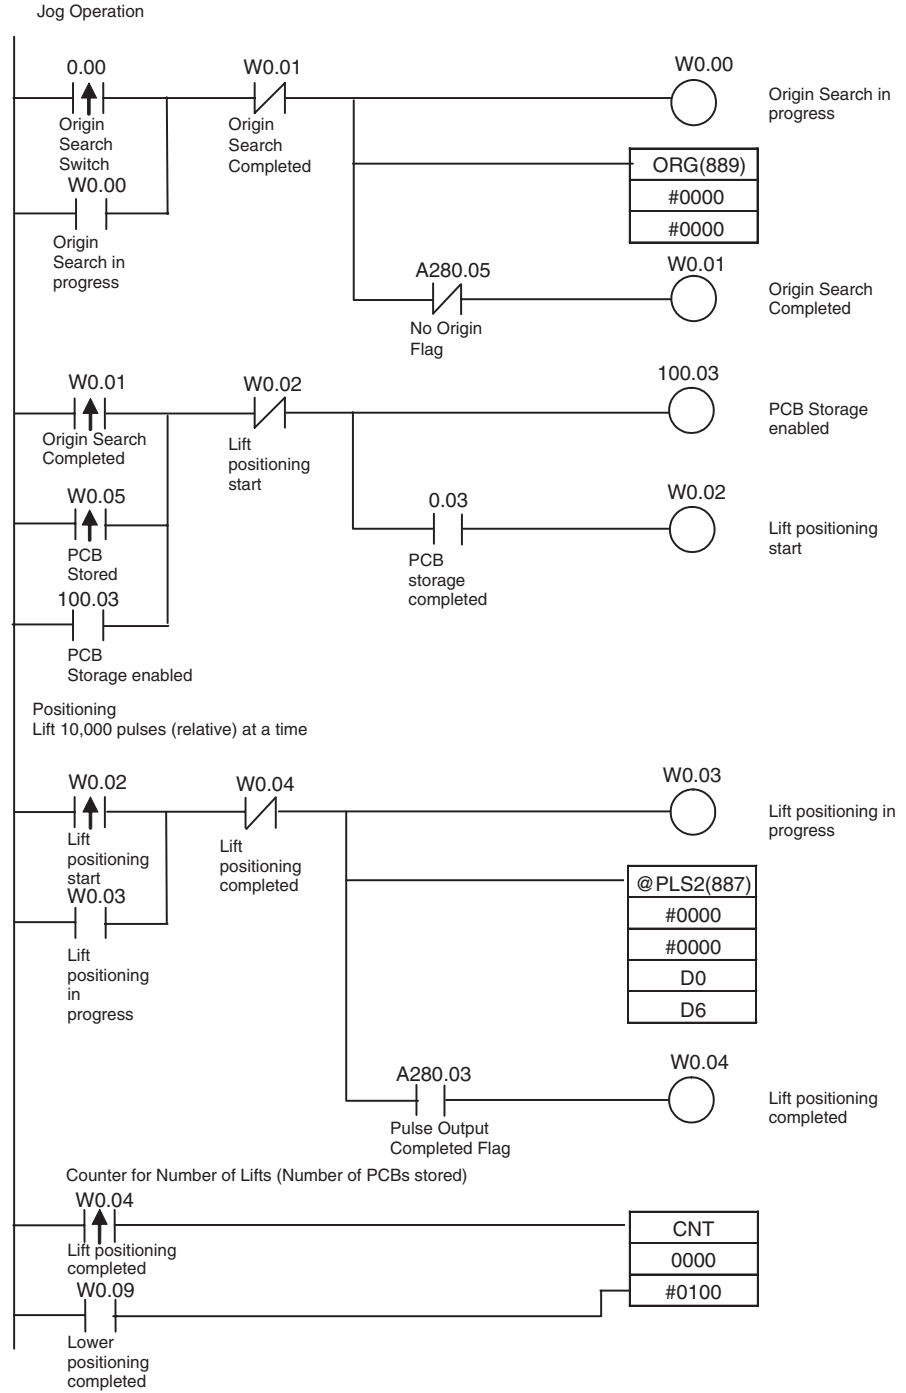 Jog Operation
0.00
W0.01
W0.00
Origin Search in
progress
Origin
Search
Switch
Origin
Search
Completed
ORG(889)
#0000
#0000
W0.00
Origin
Search in
progress
A280.05
No Origin
Flag
W0.01
Origin Search
Completed
W0.01
Origin Search
Completed
W0.02
Lift
positioning
start
100.03
PCB Storage
enabled
W0.05
PCB
Stored
0.03
PCB
storage
completed
W0.02
Lift positioning
start
100.03
PCB
Storage enabled
Positioning
Lift 10,000 pulses (relative) at a time
W0.02
Lift
positioning
start
W0.04
Lift
positioning
completed
W0.03
Lift positioning in
progress
W0.03
Lift
positioning
in
progress
@PLS2(887)
#0000
#0000
D0
D6
A280.03
Pulse Output
Completed Flag
W0.04
Lift positioning
completed
Counter for Number of Lifts (Number of PCBs stored)
W0.04
Lift positioning
completed
CNT
0000
#0100
W0.09
Lower
positioning
completed